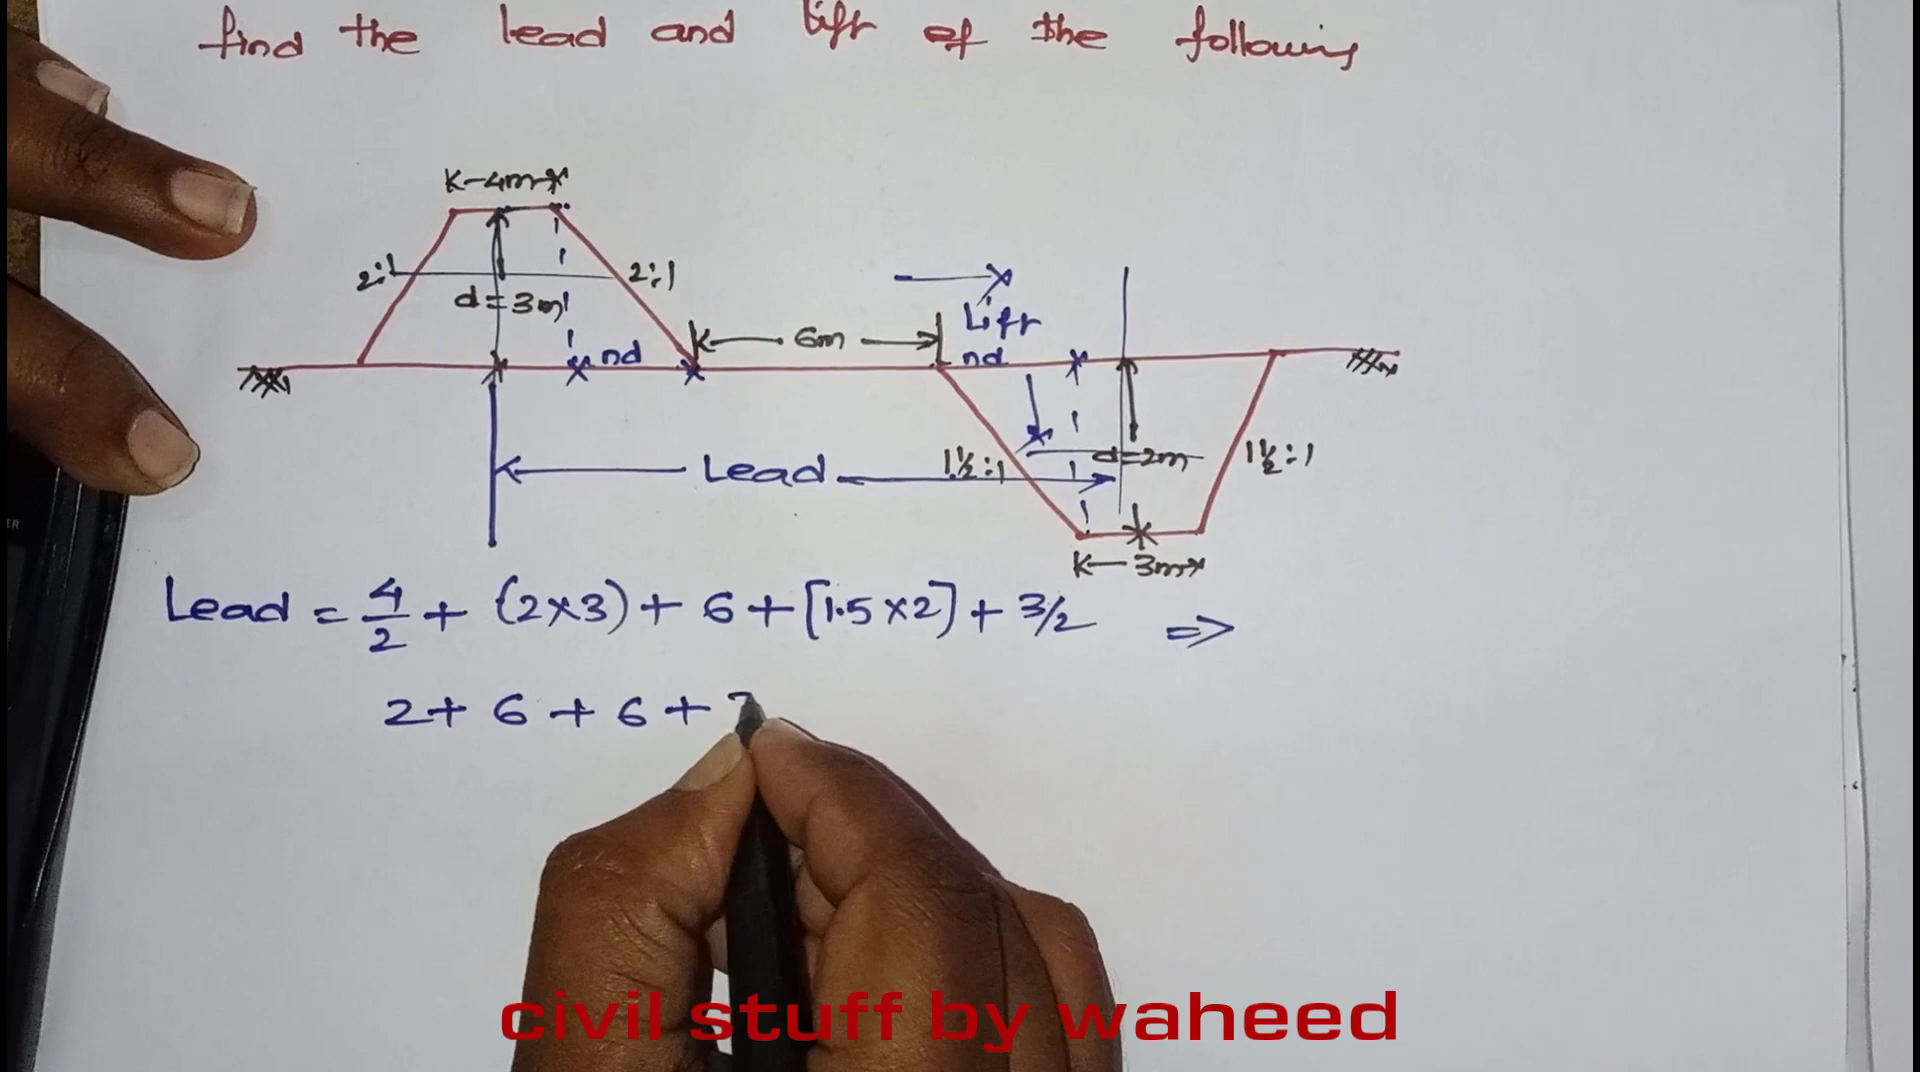 find the lead and lift of the following
K-4m-x
2:1
2:1
d=3m
nd
6m
Lift
nd
Lead
1½:1
d=2m
1½:1
K-3m-x
Lead = 4/2 + (2×3) + 6 + [1.5×2] + 3/2 ⇒
2 + 6 + 6 +
ER
civil stuff by waheed